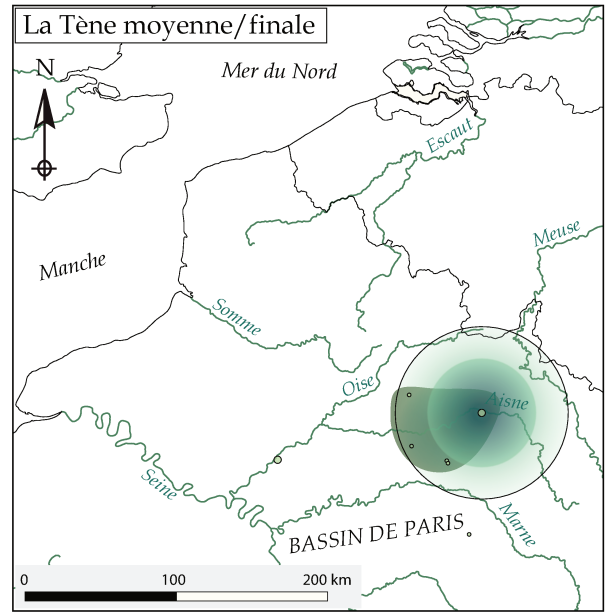 La Tène moyenne/finale
N
Mer du Nord
Escaut
Meuse
Manche
Somme
Oise
Aisne
Seine
Marne
BASSIN DE PARIS
0 100 200 km